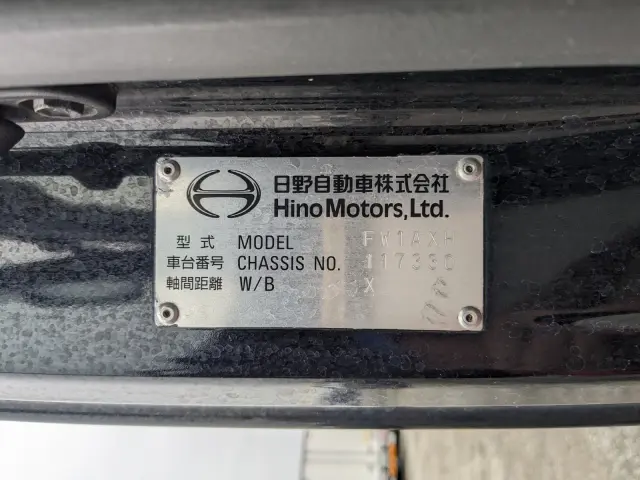 日野自動車株式会社
Hino Motors, Ltd.
型式 MODEL FW1AXH
車台番号 CHASSIS NO.
軸間距離 W/B X